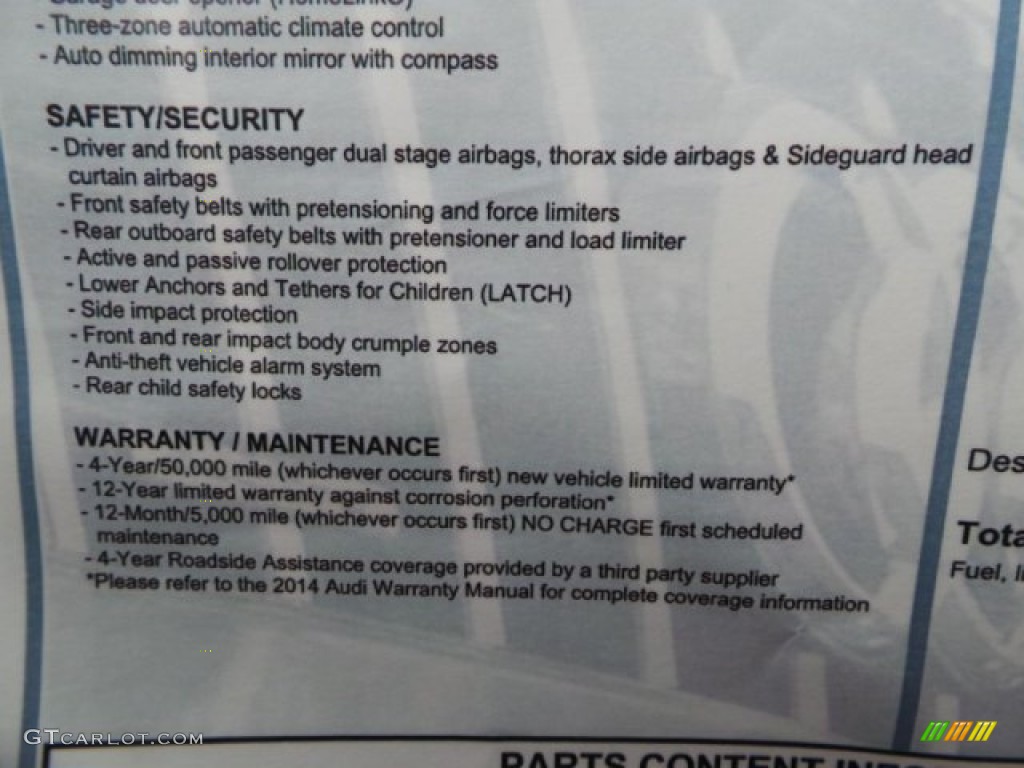 Garage door opener (HomeLink®)
- Three-zone automatic climate control
- Auto dimming interior mirror with compass
SAFETY/SECURITY
- Driver and front passenger dual stage airbags, thorax side airbags & Sideguard head
curtain airbags
- Front safety belts with pretensioning and force limiters
- Rear outboard safety belts with pretensioner and load limiter
- Active and passive rollover protection
- Lower Anchors and Tethers for Children (LATCH)
- Side impact protection
- Front and rear impact body crumple zones
- Anti-theft vehicle alarm system
- Rear child safety locks
WARRANTY / MAINTENANCE
- 4-Year/50,000 mile (whichever occurs first) new vehicle limited warranty*
- 12-Year limited warranty against corrosion perforation*
- 12-Month/5,000 mile (whichever occurs first) NO CHARGE first scheduled
maintenance
- 4-Year Roadside Assistance coverage provided by a third party supplier
*Please refer to the 2014 Audi Warranty Manual for complete coverage information
Des
Tota
Fuel, li
PARTS CONTENT INFO
GTCARLOT.COM